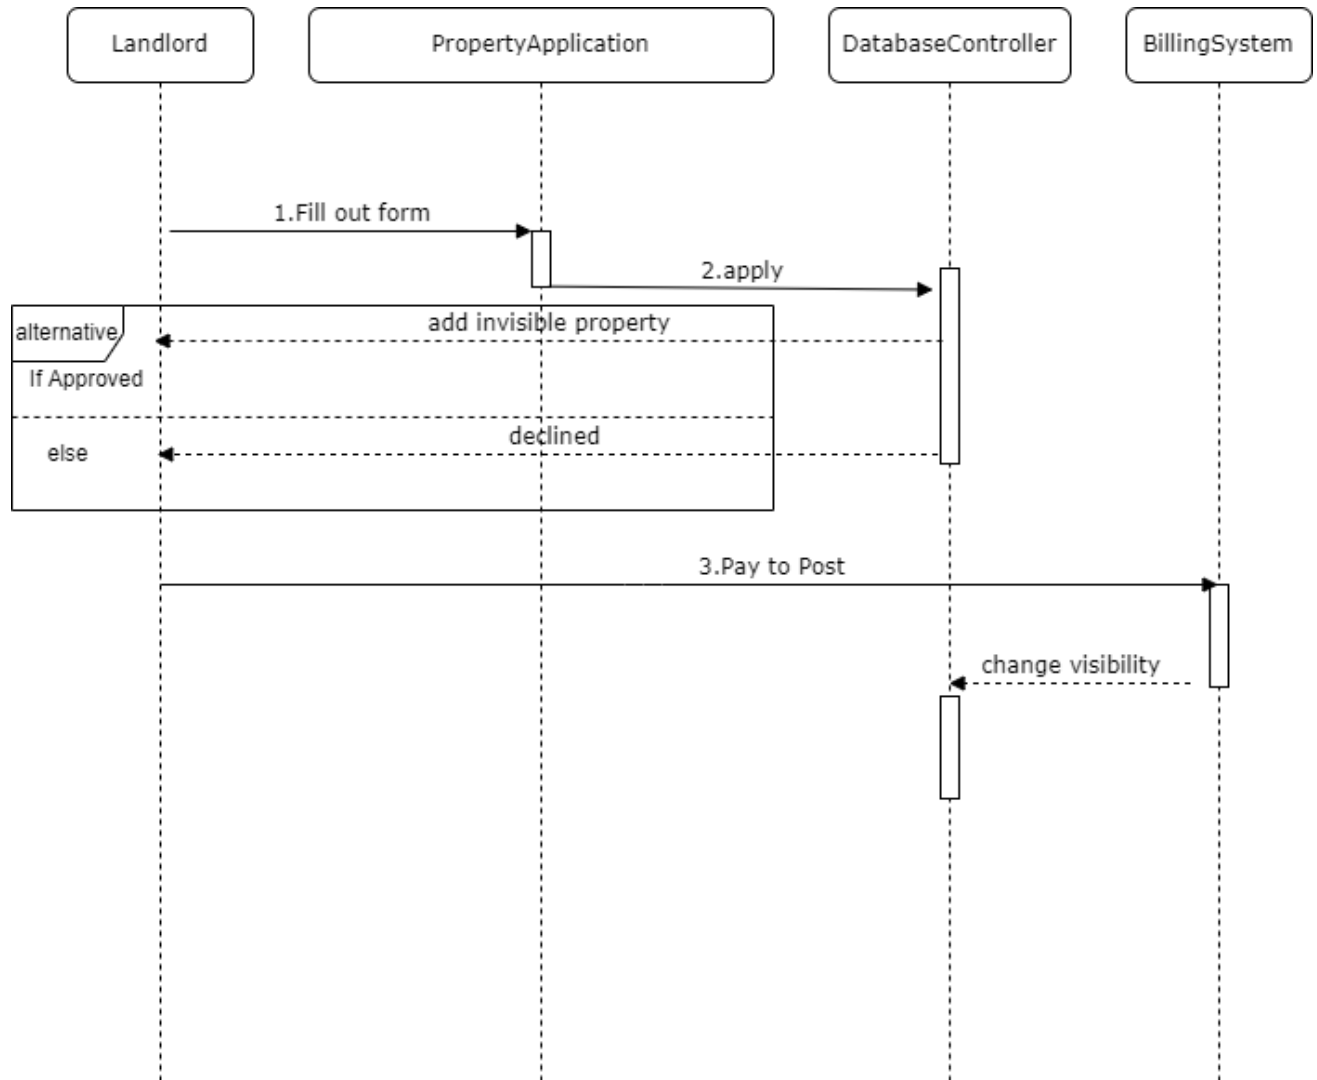 Landlord
PropertyApplication
DatabaseController
BillingSystem
1.Fill out form
2.apply
alternative
add invisible property
If Approved
declined
else
3.Pay to Post
change visibility